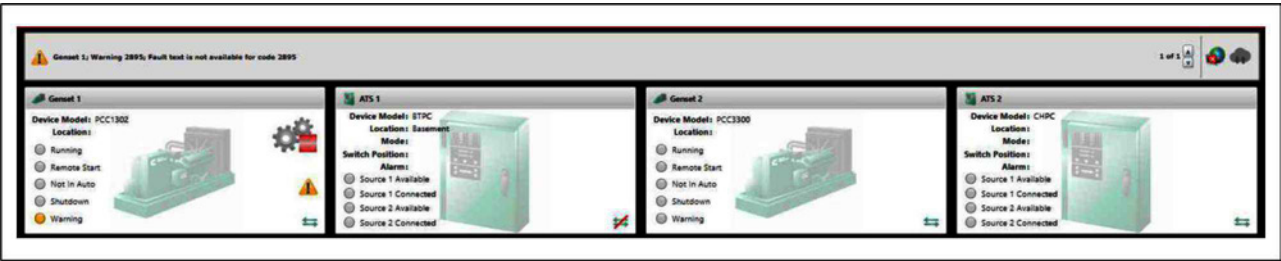 Genset 1; Warning 2895; Fault text is not available for code 2895
1 of 1
Genset 1
Device Model: PCC1302
Location:
Running
Remote Start
Not In Auto
Shutdown
Warning
ATS 1
Device Model: BTPC
Location: Basement
Mode:
Switch Position:
Alarm:
Source 1 Available
Source 1 Connected
Source 2 Available
Source 2 Connected
Genset 2
Device Model: PCC3300
Location:
Running
Remote Start
Not In Auto
Shutdown
Warning
ATS 2
Device Model: CHPC
Location:
Mode:
Switch Position:
Alarm:
Source 1 Available
Source 1 Connected
Source 2 Available
Source 2 Connected